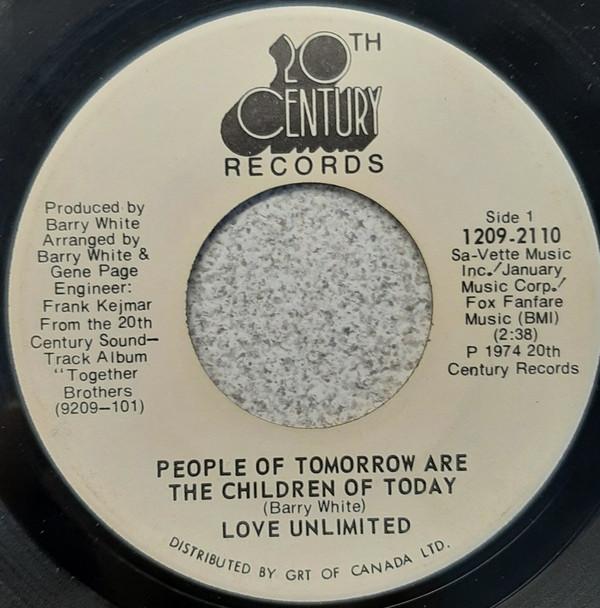 20TH
CENTURY
RECORDS
Produced by
Barry White
Arranged by
Barry White &
Gene Page
Engineer:
Frank Kejmar
From the 20th
Century Sound—
Track Album
"Together
Brothers
(9209—101)
Side 1
1209-2110
Sa-Vette Music
Inc./January
Music Corp./
Fox Fanfare
Music (BMI)
(2:38)
P 1974 20th
Century Records
PEOPLE OF TOMORROW ARE
THE CHILDREN OF TODAY
(Barry White)
LOVE UNLIMITED
DISTRIBUTED BY GRT OF CANADA LTD.